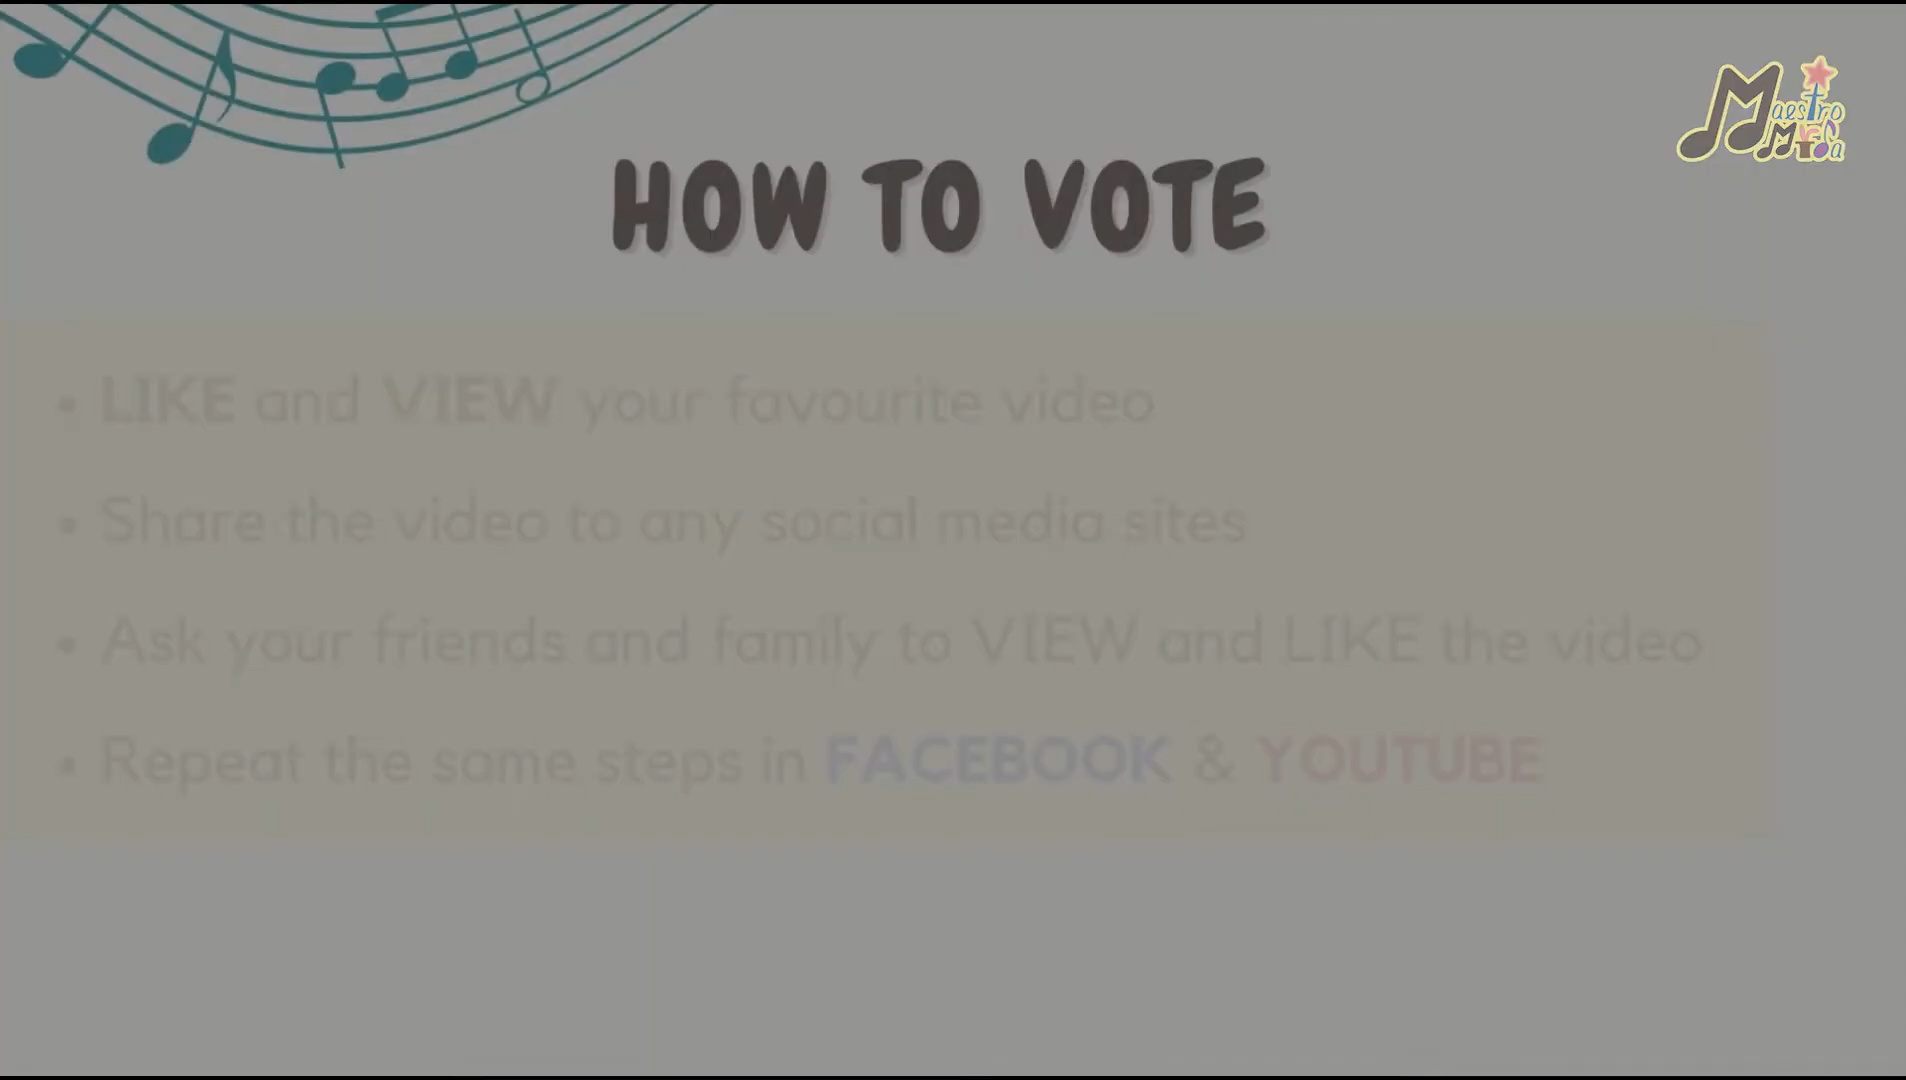 Maestro
HOW TO VOTE
• LIKE and VIEW your favourite video
• Share the video to any social media sites
• Ask your friends and family to VIEW and LIKE the video
• Repeat the same steps in FACEBOOK & YOUTUBE